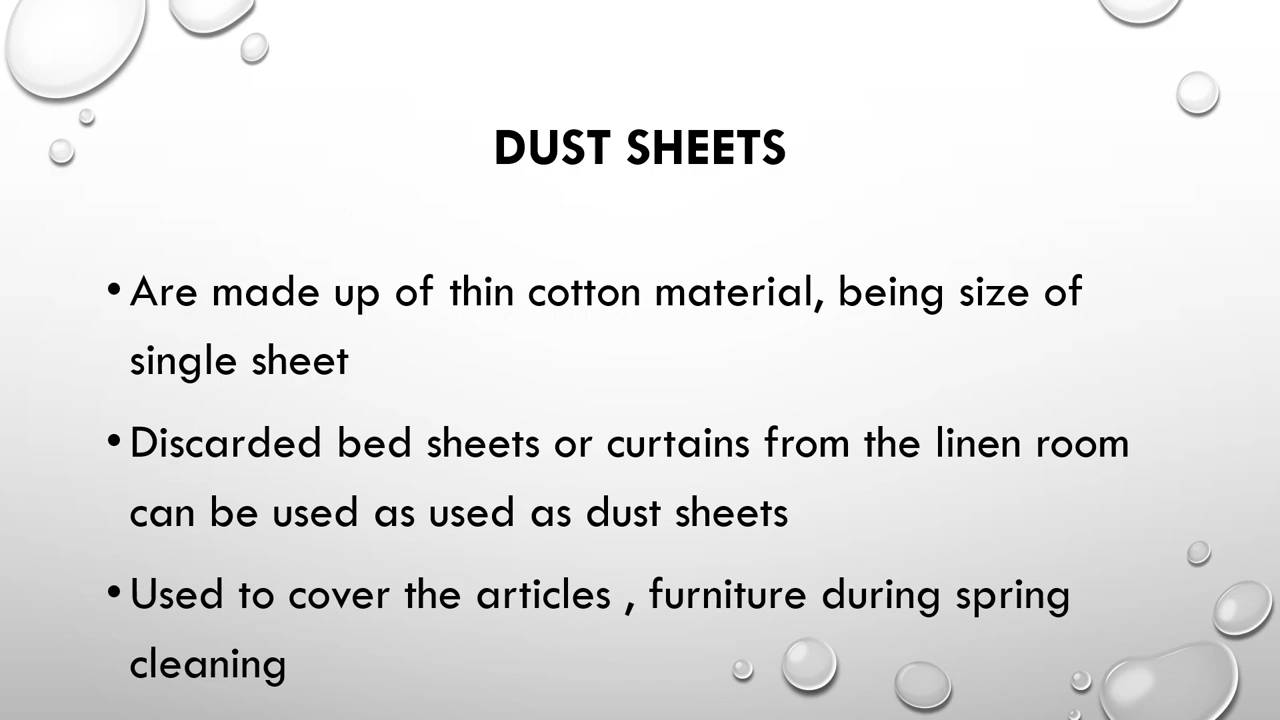 DUST SHEETS
• Are made up of thin cotton material, being size of
single sheet
• Discarded bed sheets or curtains from the linen room
can be used as used as dust sheets
• Used to cover the articles , furniture during spring
cleaning